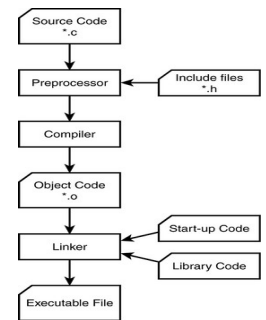 Source Code
*.c
Preprocessor
Include files
*.h
Compiler
Object Code
*.o
Start-up Code
Linker
Library Code
Executable File